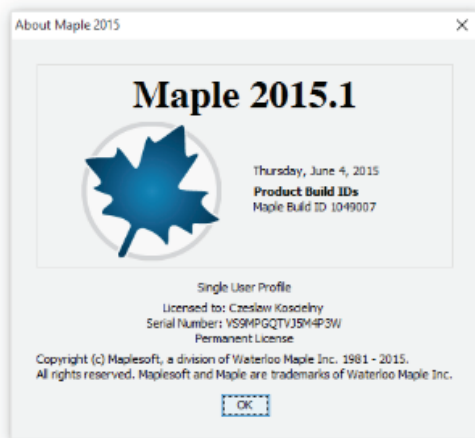 About Maple 2015
Maple 2015.1
Thursday, June 4, 2015
Product Build IDs
Maple Build ID 1049007
Single User Profile
Licensed to: Czeslaw Koscielny
Serial Number: VS9MPGQTVJ5M4P3W
Permanent License
Copyright (c) Maplesoft, a division of Waterloo Maple Inc. 1981 - 2015.
All rights reserved. Maplesoft and Maple are trademarks of Waterloo Maple Inc.
OK